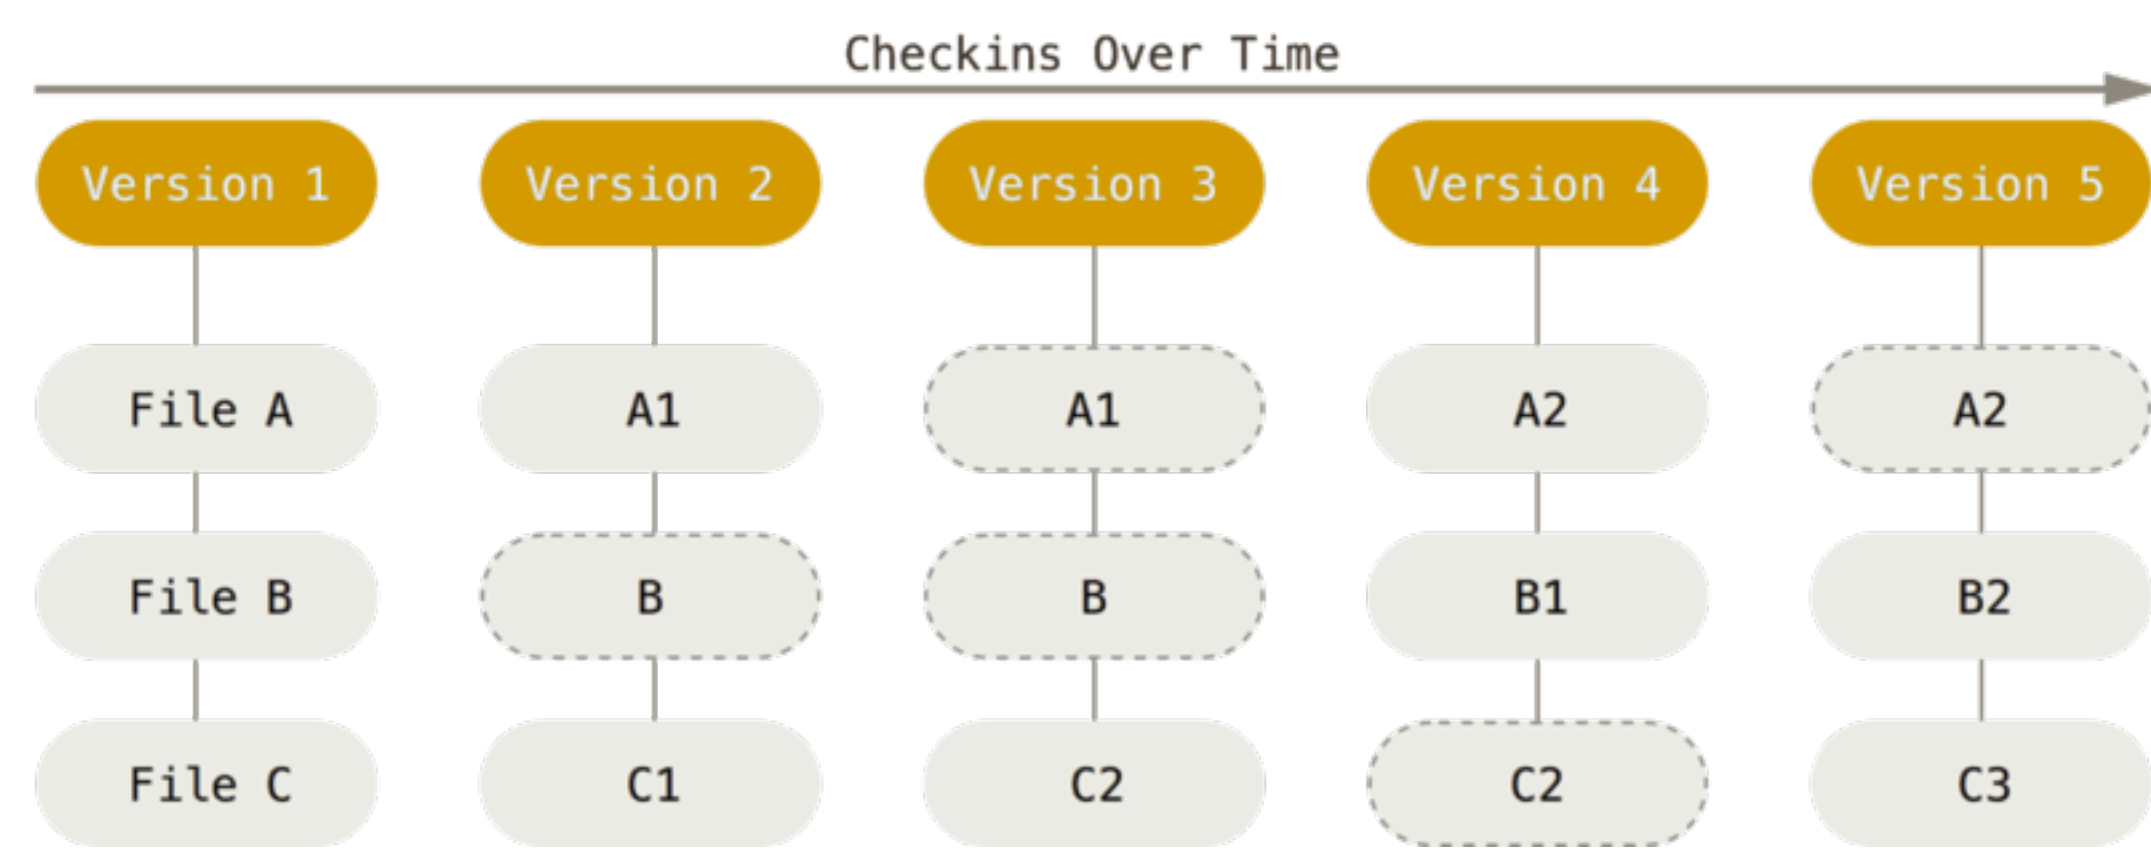 Checkins Over Time
Version 1 Version 2 Version 3 Version 4 Version 5
File A A1 A1 A2 A2
File B B B B1 B2
File C C1 C2 C2 C3